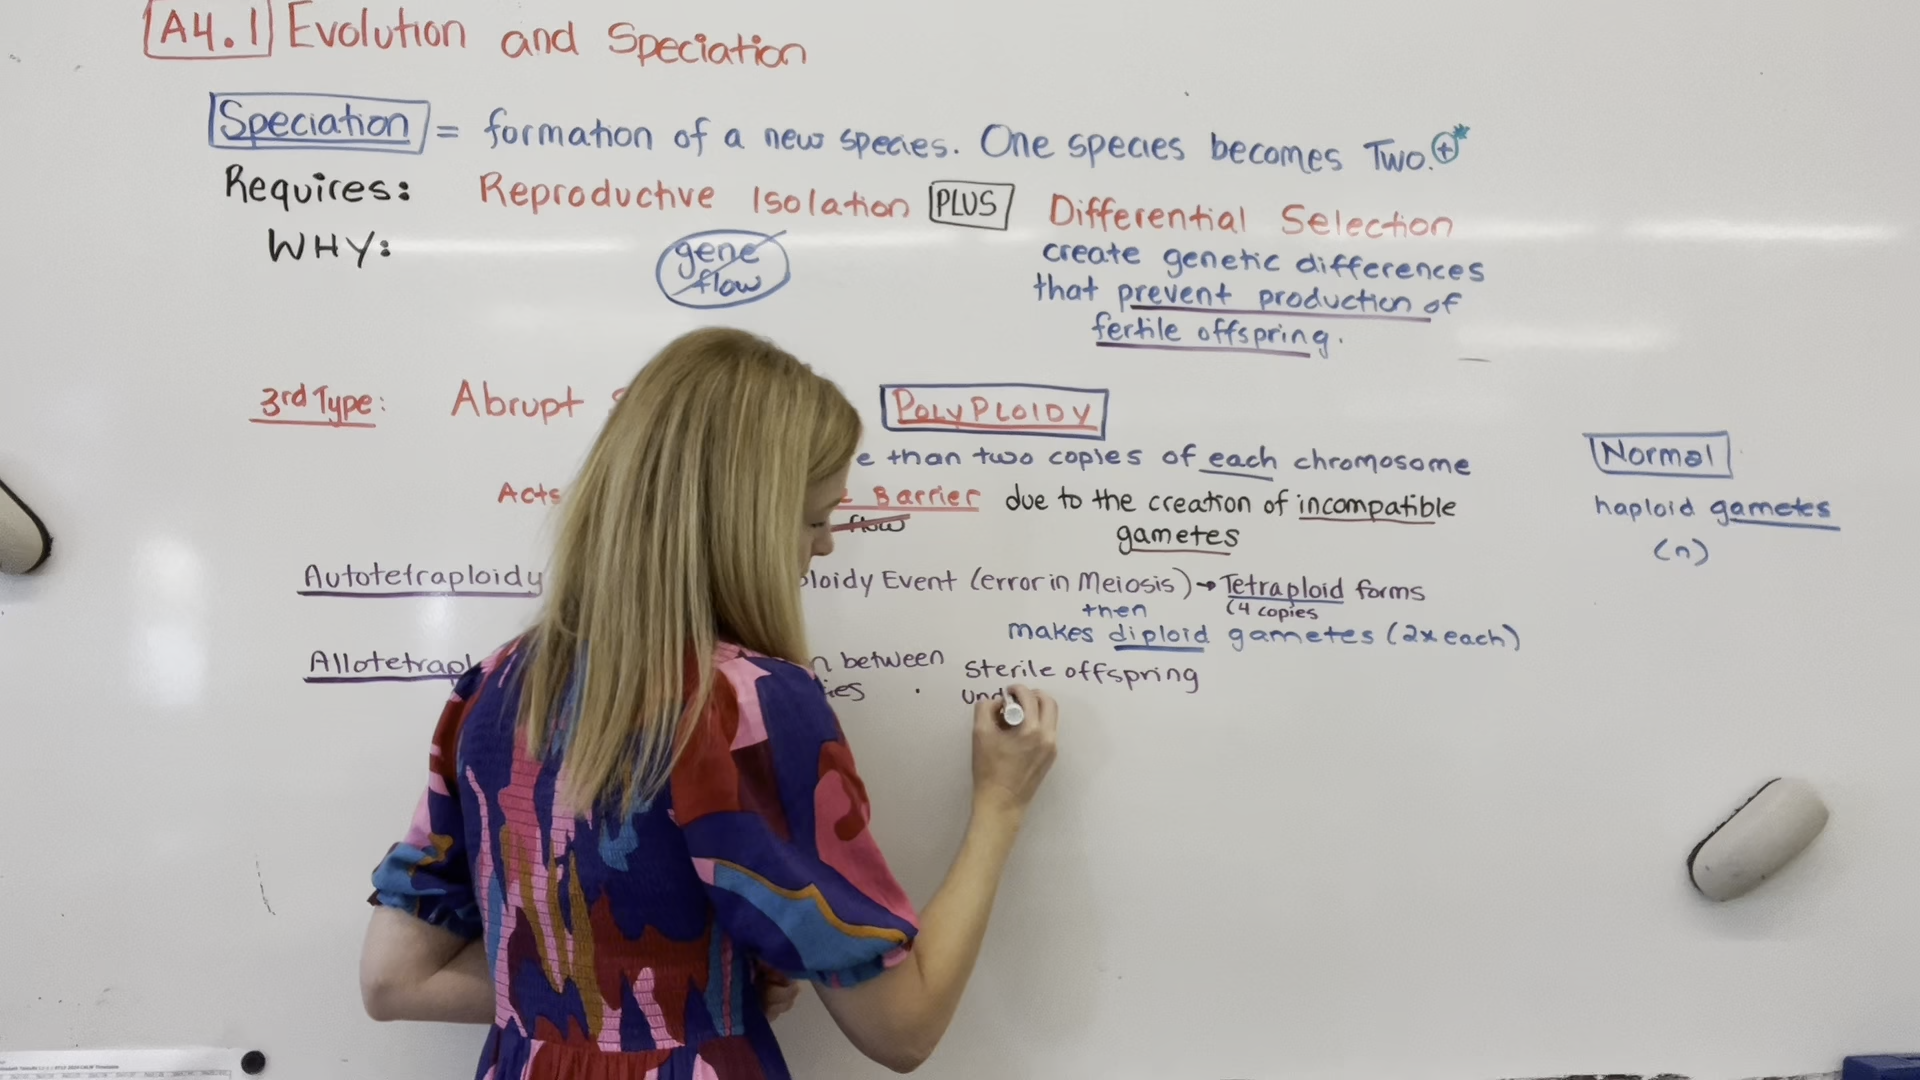 A4.1 Evolution and Speciation
Speciation = formation of a new species. One species becomes Two.
Requires: Reproductive Isolation PLUS Differential Selection
WHY: gene flow
create genetic differences
that prevent production of
fertile offspring.
3rd Type: Abrupt POLYPLOIDY
than two copies of each chromosome
Acts Barrier due to the creation of incompatible
flow
gametes
Autotetraploidy Event (error in Meiosis) → Tetraploid forms
then (4 copies
makes diploid gametes (2x each)
between sterile offspring
Normal
haploid gametes
(n)